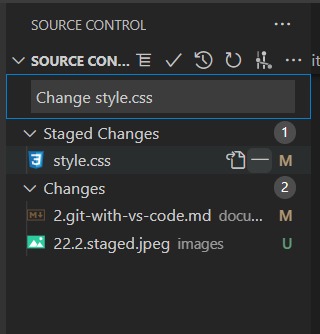 SOURCE CONTROL
SOURCE CON...
Change style.css
Staged Changes 1
style.css M
Changes 2
2.git-with-vs-code.md docu... M
22.2.staged.jpeg images U